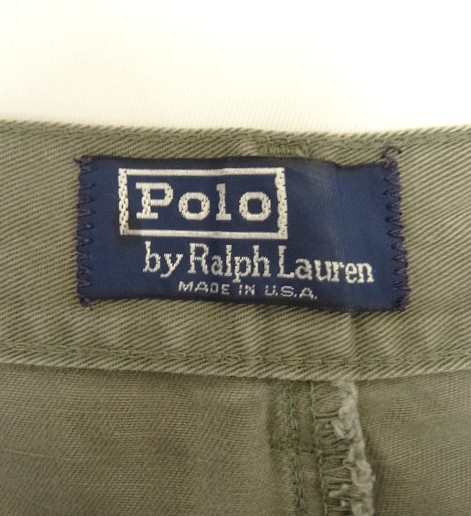 Polo
by Ralph Lauren
MADE IN U.S.A.